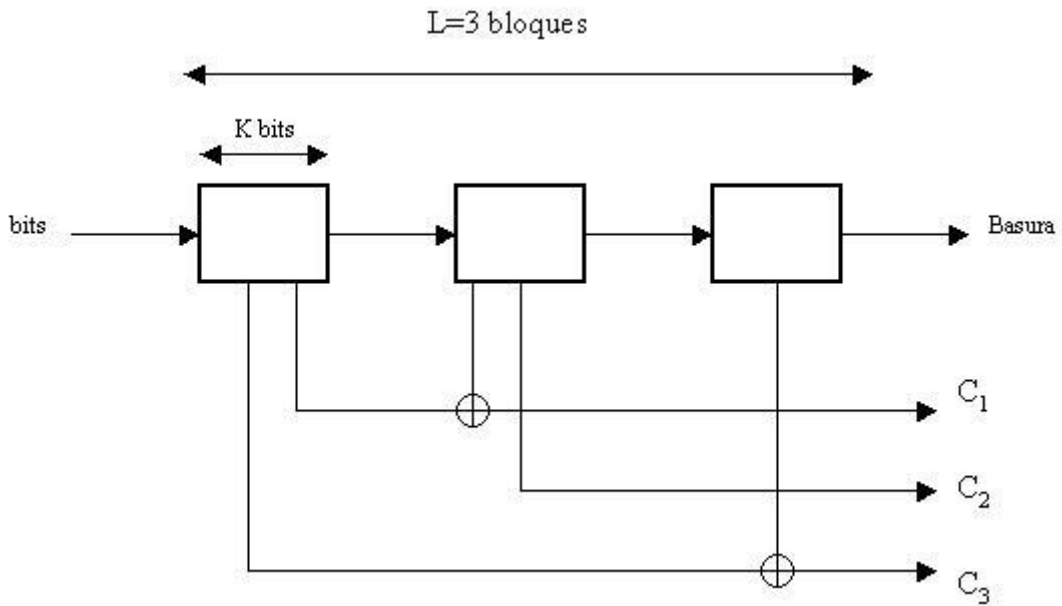 L=3 bloques
K bits
bits
Basura
C1
C2
C3